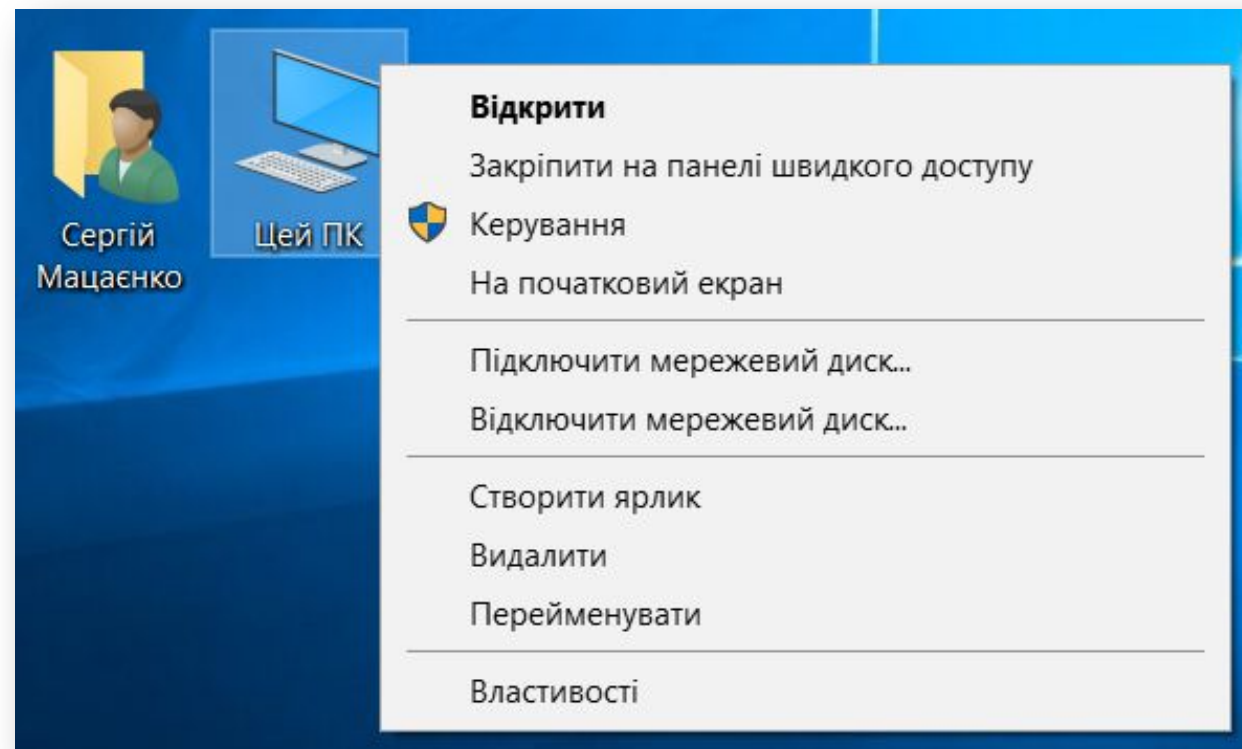 Сергій
Мацаєнко
Цей ПК
Відкрити
Закріпити на панелі швидкого доступу
Керування
На початковий екран
Підключити мережевий диск...
Відключити мережевий диск...
Створити ярлик
Видалити
Перейменувати
Властивості